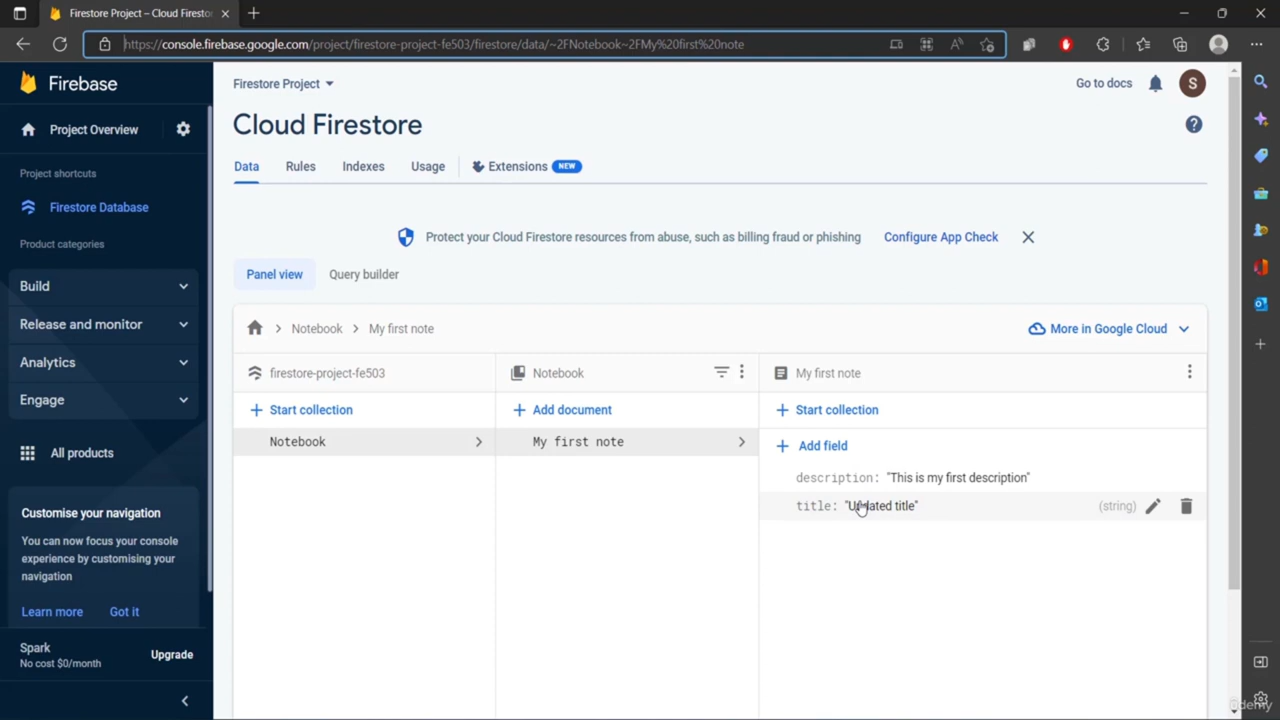 Firestore Project – Cloud Firestor
https://console.firebase.google.com/project/firestore-project-fe503/firestore/data/~2FNotebook~2FMy%20first%20note
Firebase
Project Overview
Project shortcuts
Firestore Database
Product categories
Build
Release and monitor
Analytics
Engage
All products
Customise your navigation
You can now focus your console
experience by customising your
navigation
Learn more Got it
Spark
No cost $0/month
Upgrade
Firestore Project
Go to docs
S
Cloud Firestore
Data Rules Indexes Usage Extensions NEW
Protect your Cloud Firestore resources from abuse, such as billing fraud or phishing Configure App Check
Panel view Query builder
Notebook > My first note
More in Google Cloud
firestore-project-fe503
Notebook
My first note
+ Start collection
+ Add document
+ Start collection
Notebook
My first note
+ Add field
description: "This is my first description"
title: "Updated title" (string)
ûdemy